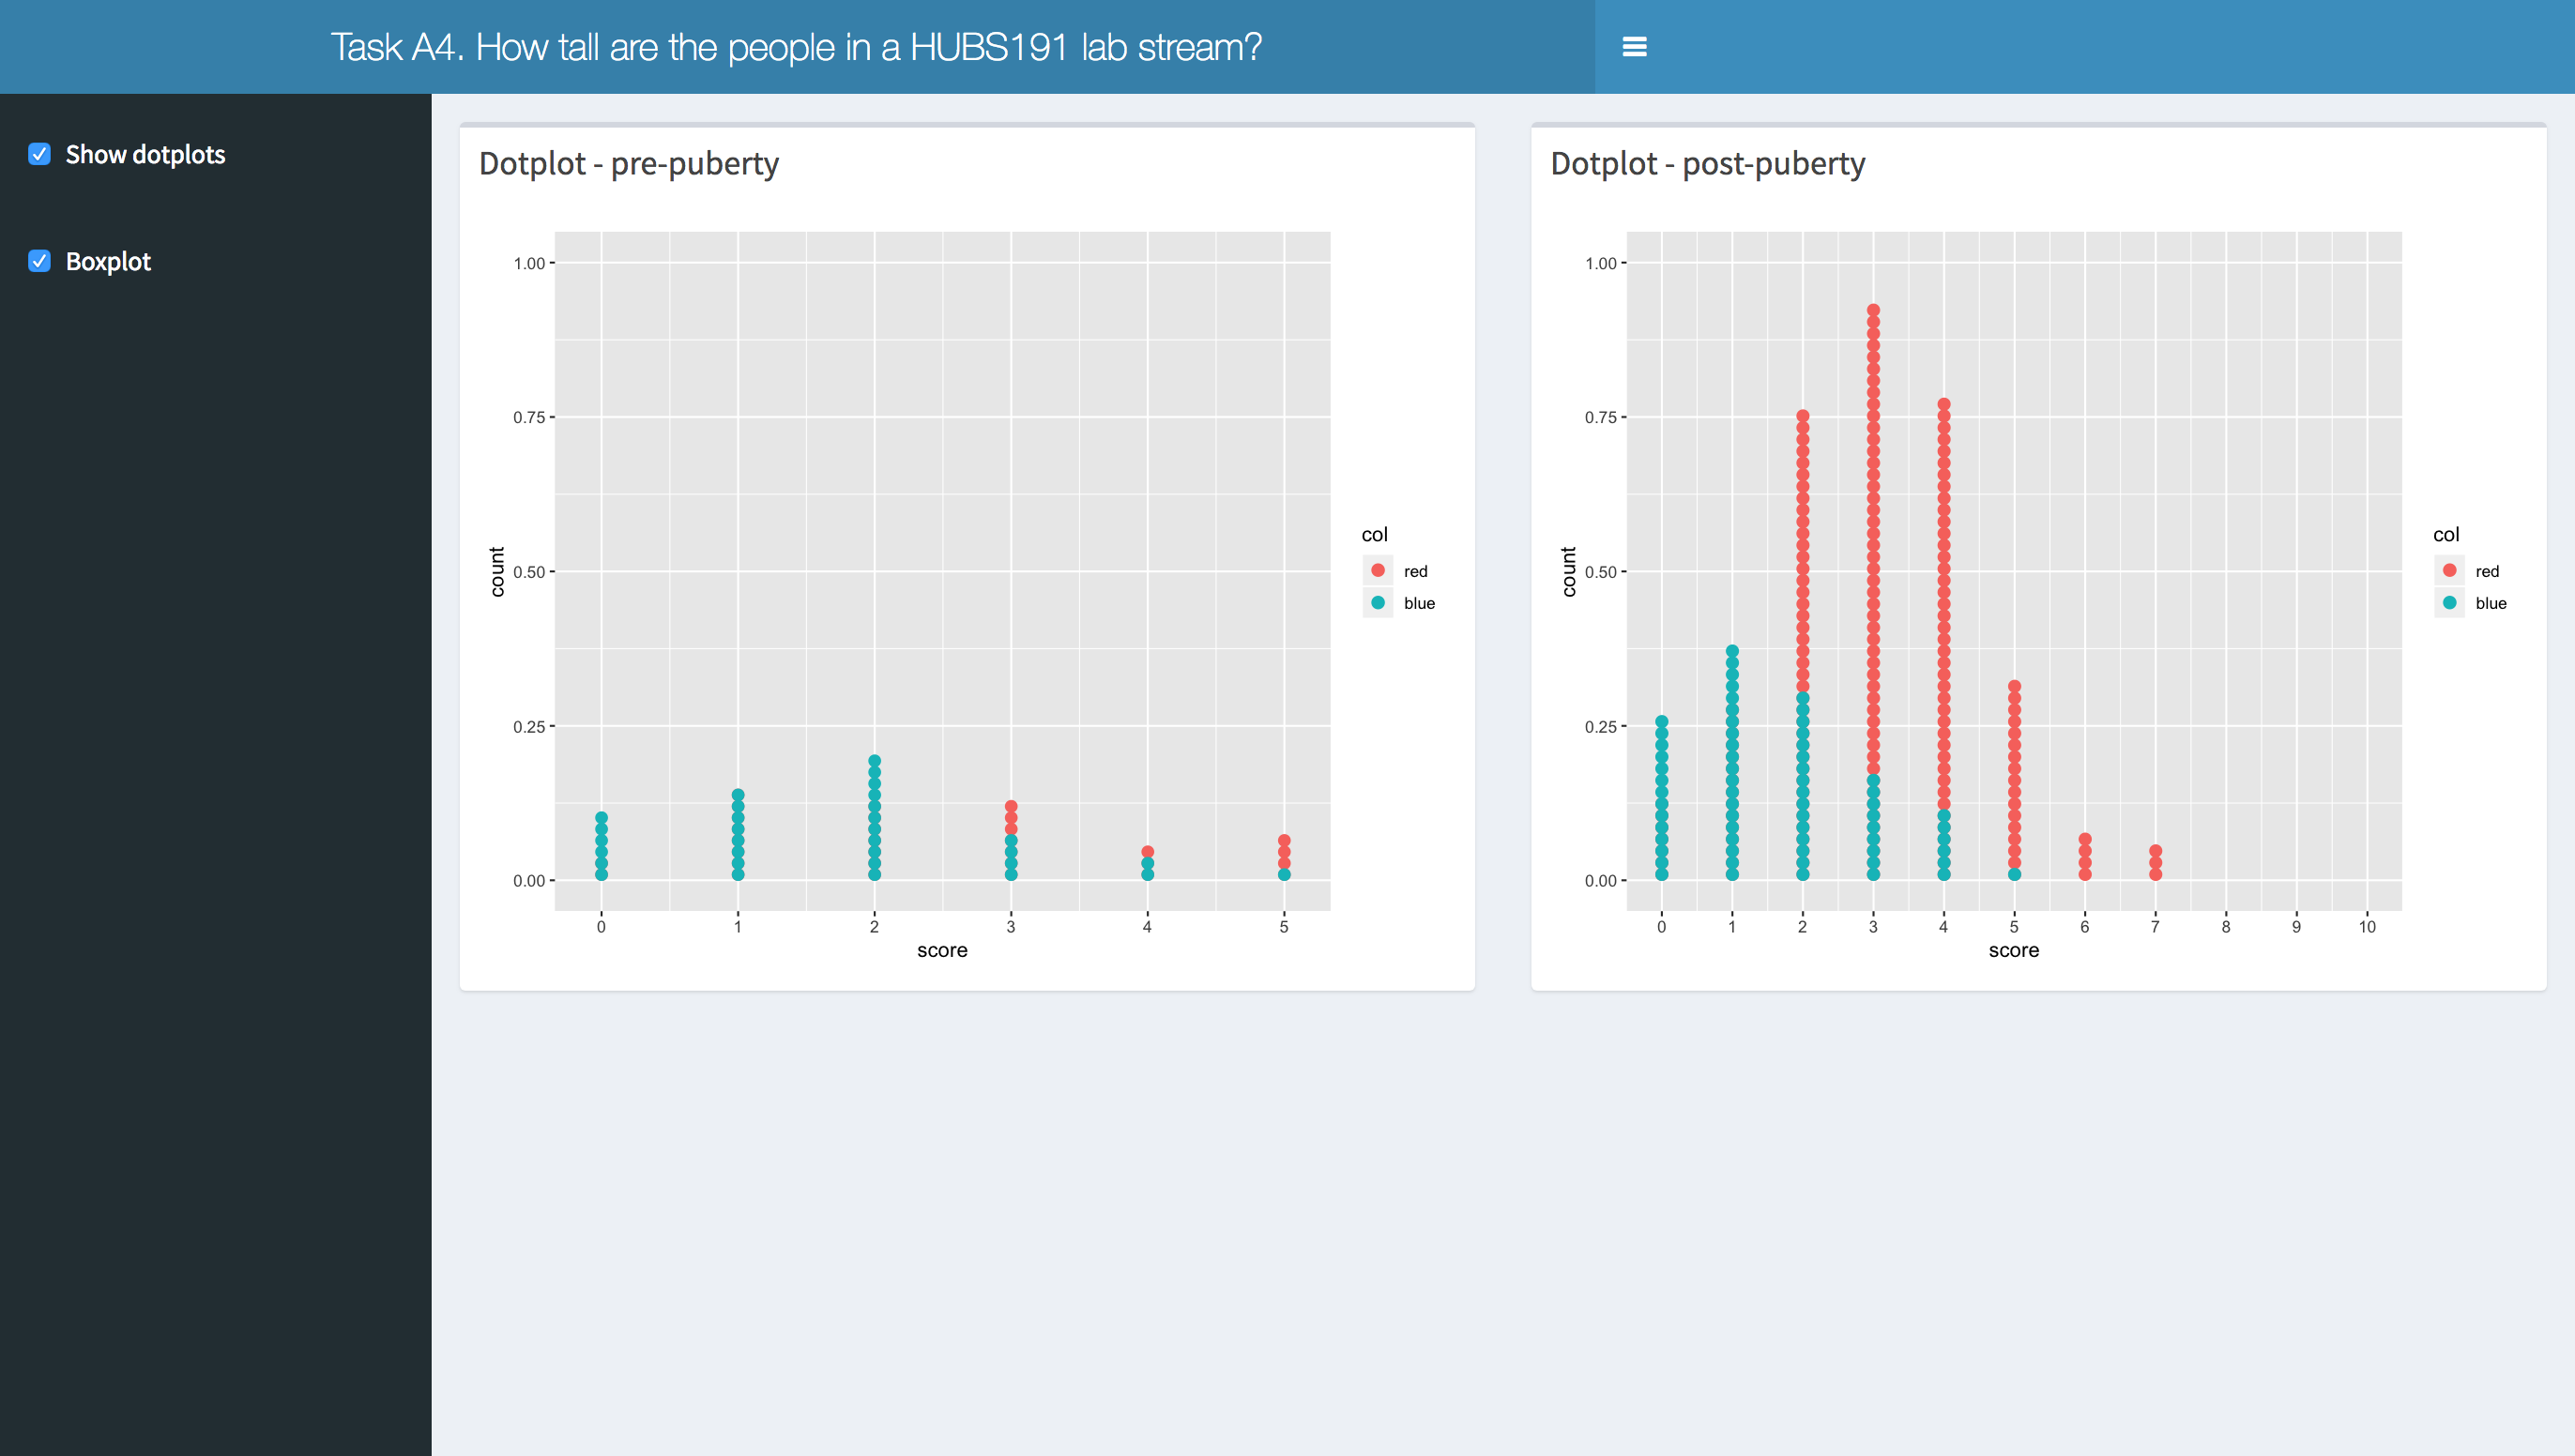 Task A4. How tall are the people in a HUBS191 lab stream?
Show dotplots
Boxplot
Dotplot - pre-puberty
1.00
0.75
0.50
0.25
0.00
count
0 1 2 3 4 5
score
col
red
blue
Dotplot - post-puberty
1.00
0.75
0.50
0.25
0.00
count
0 1 2 3 4 5 6 7 8 9 10
score
col
red
blue